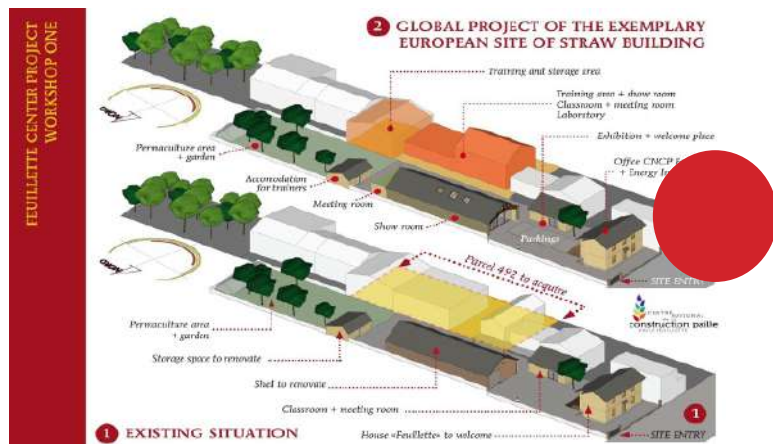 FEUILLETTE CENTER PROJECT
WORKSHOP ONE
2 GLOBAL PROJECT OF THE EXEMPLARY
EUROPEAN SITE OF STRAW BUILDING
Training and storage area
Training area + show room
Classroom + meeting room
Laboratory
Exhibition + welcome place
Office CNCP
+ Energy
Permaculture area
+ garden
Accomodation
for trainers
Meeting room
Show room
Parkings
SITE ENTRY
Parcel 492 to acquire
construction paille
Permaculture area
+ garden
Storage space to renovate
Shell to renovate
Classroom + meeting room
House «Feuillette» to welcome
1
SITE ENTRY
1 EXISTING SITUATION